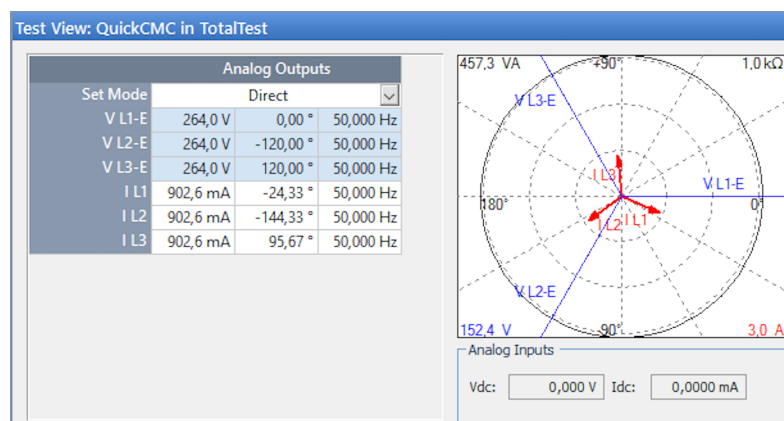 Test View: QuickCMC in TotalTest
Analog Outputs
Set Mode Direct
V L1-E 264,0 V 0,00 ° 50,000 Hz
V L2-E 264,0 V -120,00 ° 50,000 Hz
V L3-E 264,0 V 120,00 ° 50,000 Hz
I L1 902,6 mA -24,33 ° 50,000 Hz
I L2 902,6 mA -144,33 ° 50,000 Hz
I L3 902,6 mA 95,67 ° 50,000 Hz
457,3 VA +90° 1,0 kΩ
V L3-E
I L3
V L1-E
180° 0°
I L2 I L1
V L2-E
152,4 V -90° 3,0 A
Analog Inputs
Vdc: 0,000 V Idc: 0,0000 mA